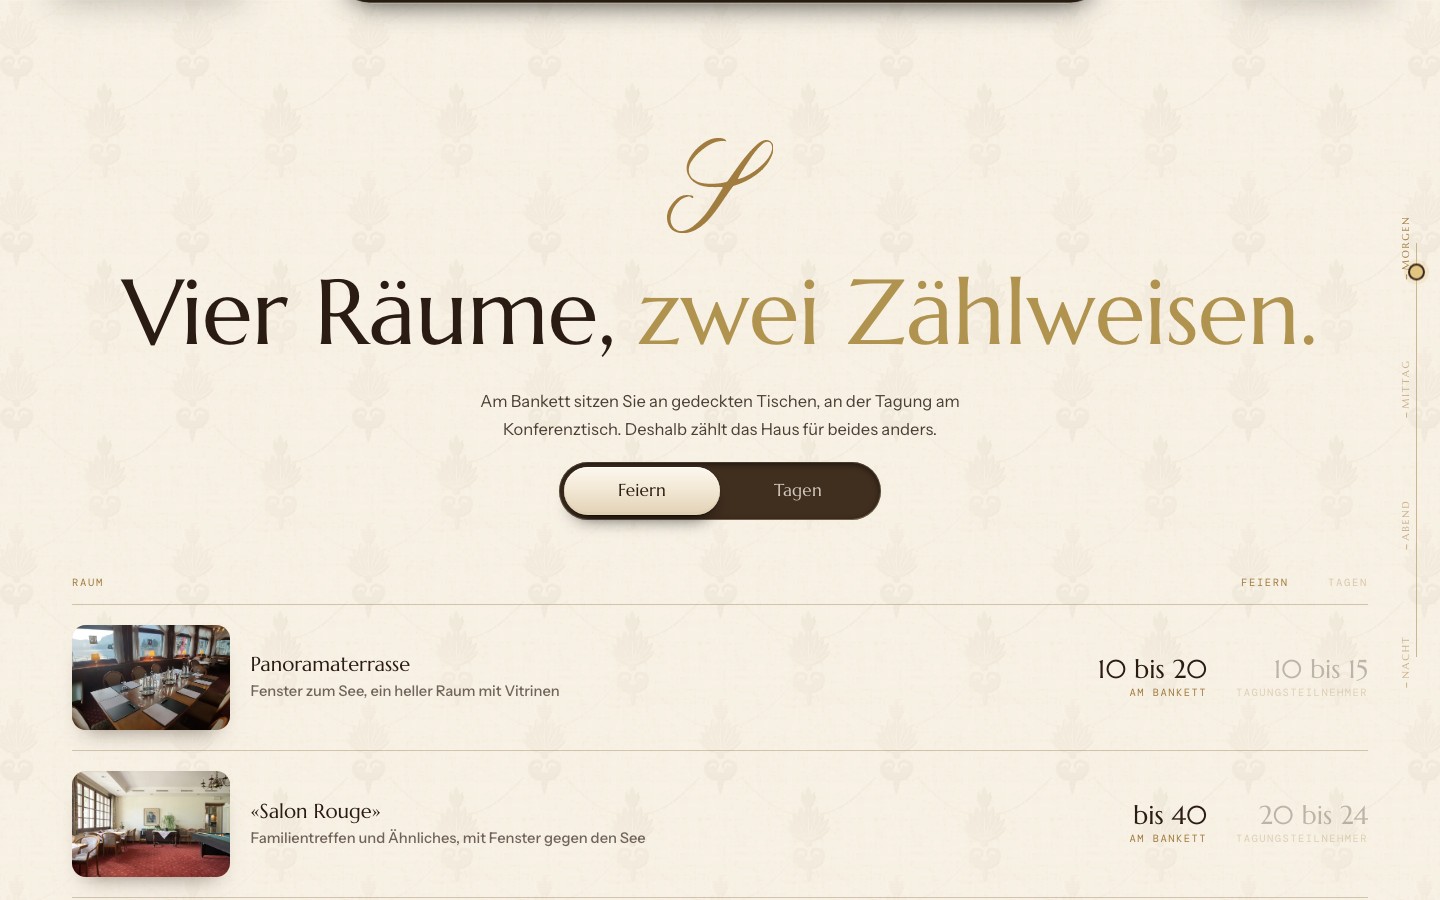 S
Vier Räume, zwei Zählweisen.
Am Bankett sitzen Sie an gedeckten Tischen, an der Tagung am
Konferenztisch. Deshalb zählt das Haus für beides anders.
Feiern
Tagen
RAUM
FEIERN
TAGEN
Panoramaterrasse
Fenster zum See, ein heller Raum mit Vitrinen
10 bis 20
AM BANKETT
10 bis 15
TAGUNGSTEILNEHMER
«Salon Rouge»
Familientreffen und Ähnliches, mit Fenster gegen den See
bis 40
AM BANKETT
20 bis 24
TAGUNGSTEILNEHMER
MORGEN
MITTAG
ABEND
NACHT